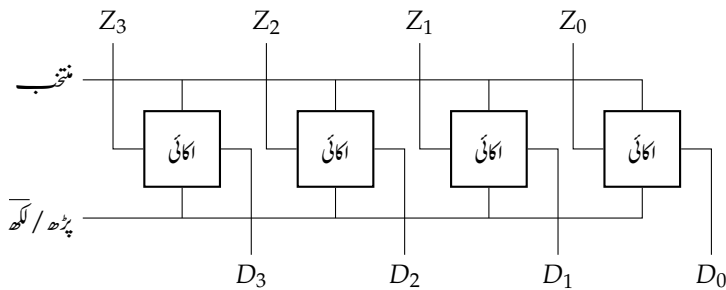 Z₃ Z₂ Z₁ Z₀
منتخب
اکائی اکائی اکائی اکائی
پڑھ / لکھ̅
D₃ D₂ D₁ D₀